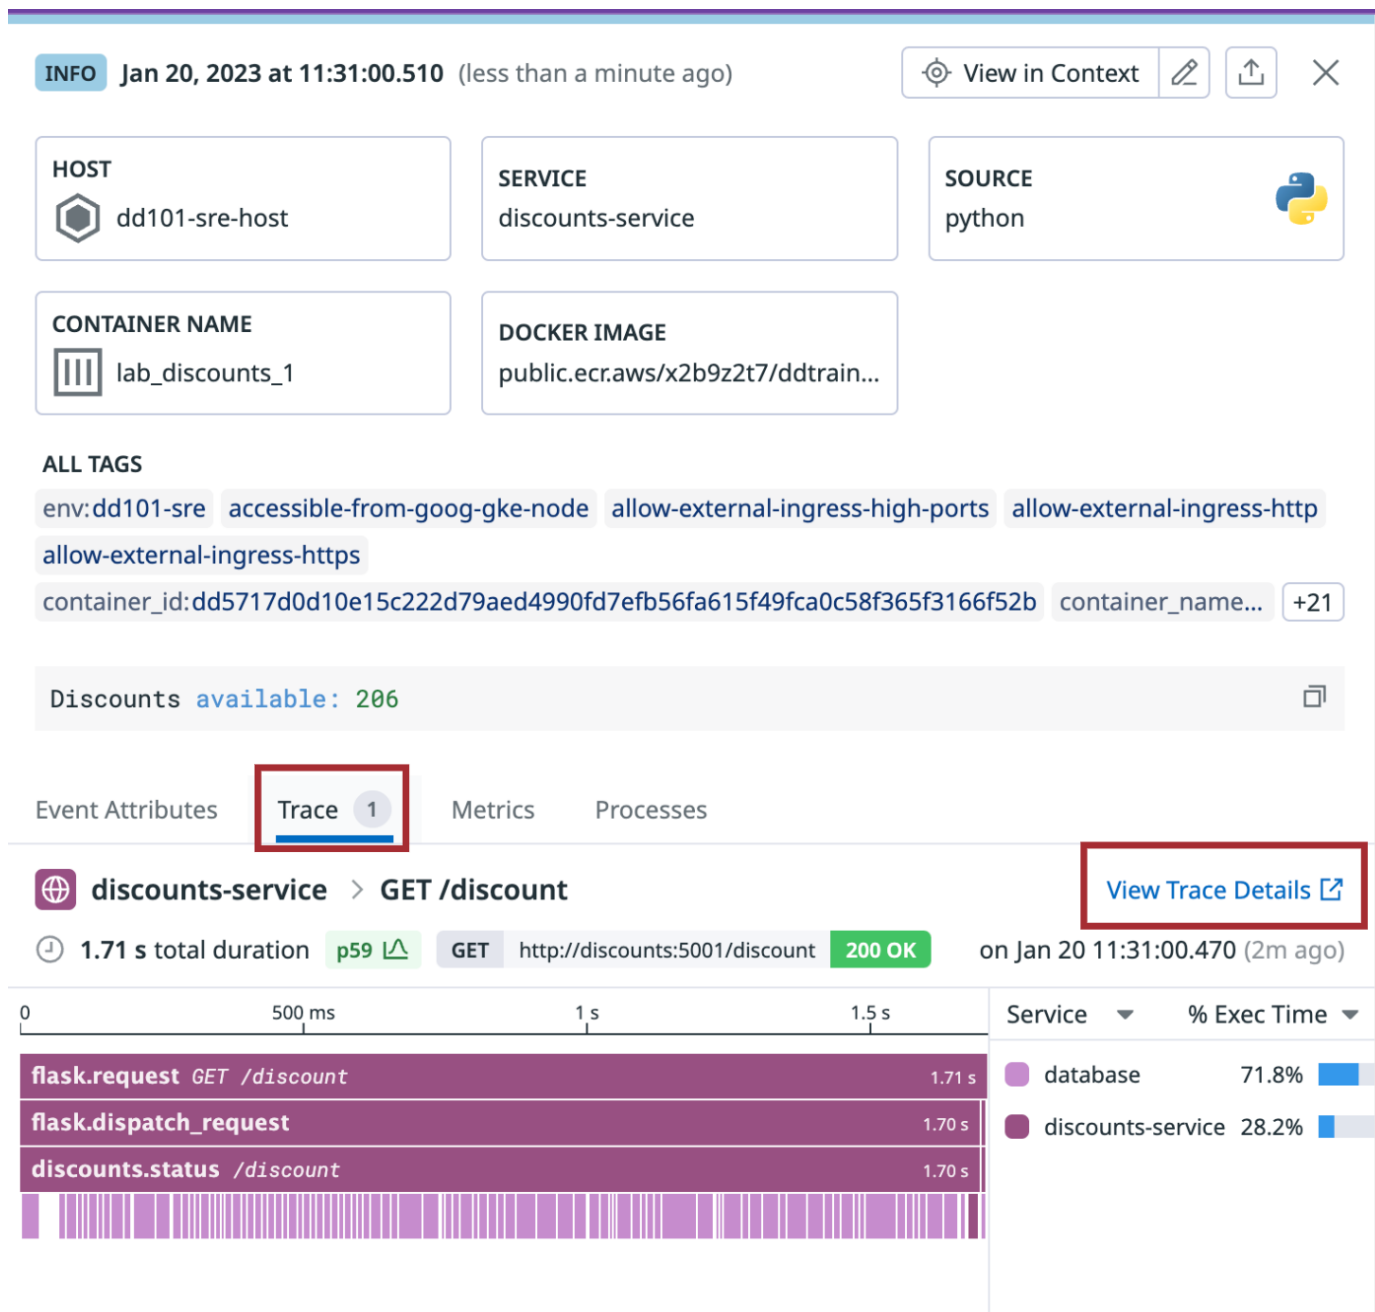 INFO Jan 20, 2023 at 11:31:00.510 (less than a minute ago) View in Context
HOST
dd101-sre-host
SERVICE
discounts-service
SOURCE
python
CONTAINER NAME
lab_discounts_1
DOCKER IMAGE
public.ecr.aws/x2b9z2t7/ddtrain...
ALL TAGS
env:dd101-sre accessible-from-goog-gke-node allow-external-ingress-high-ports allow-external-ingress-http
allow-external-ingress-https
container_id:dd5717d0d10e15c222d79aed4990fd7efb56fa615f49fca0c58f365f3166f52b container_name... +21
Discounts available: 206
Event Attributes Trace 1 Metrics Processes
discounts-service > GET /discount View Trace Details
1.71 s total duration p59 GET http://discounts:5001/discount 200 OK on Jan 20 11:31:00.470 (2m ago)
0 500 ms 1 s 1.5 s Service % Exec Time
flask.request GET /discount 1.71 s
database 71.8%
flask.dispatch_request 1.70 s
discounts-service 28.2%
discounts.status /discount 1.70 s